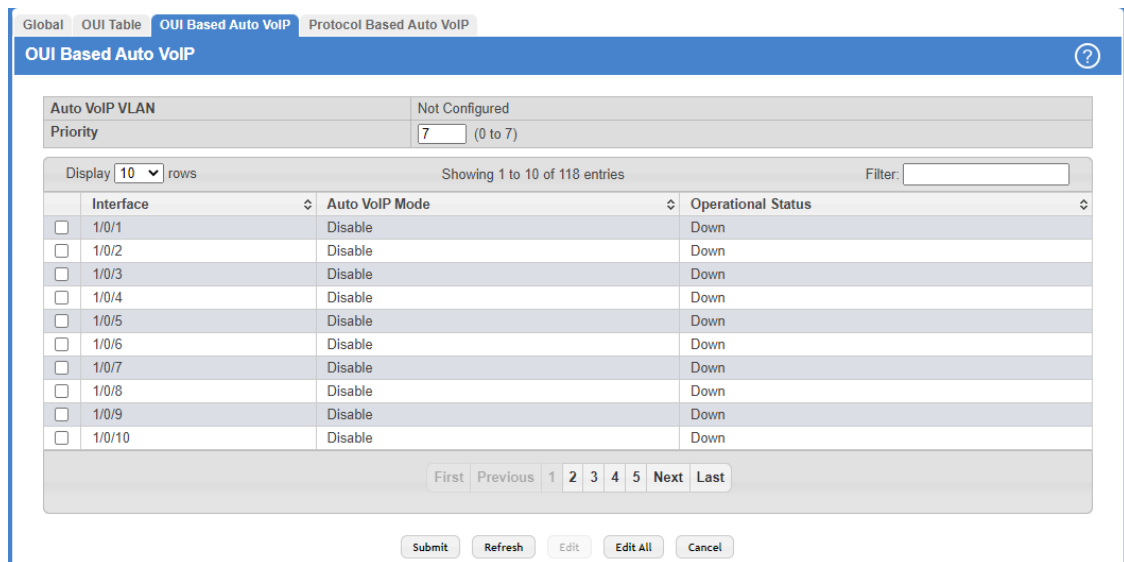 Global OUI Table OUI Based Auto VoIP Protocol Based Auto VoIP
OUI Based Auto VoIP ?
Auto VoIP VLAN Not Configured
Priority 7 (0 to 7)
Display 10 rows Showing 1 to 10 of 118 entries Filter:
Interface Auto VoIP Mode Operational Status
1/0/1 Disable Down
1/0/2 Disable Down
1/0/3 Disable Down
1/0/4 Disable Down
1/0/5 Disable Down
1/0/6 Disable Down
1/0/7 Disable Down
1/0/8 Disable Down
1/0/9 Disable Down
1/0/10 Disable Down
First Previous 1 2 3 4 5 Next Last
Submit Refresh Edit Edit All Cancel